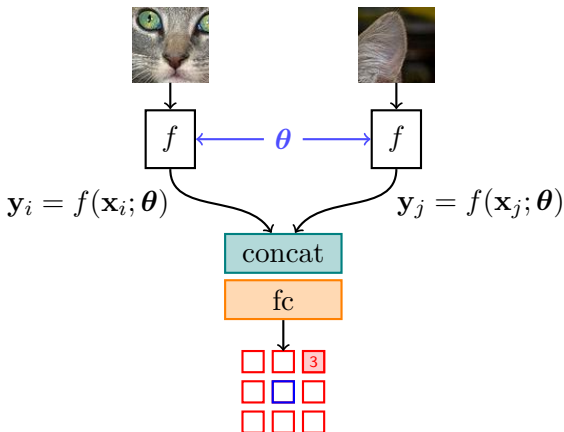 f θ f
𝐲ᵢ = f(𝐱ᵢ; θ) 𝐲ⱼ = f(𝐱ⱼ; θ)
concat
fc
3